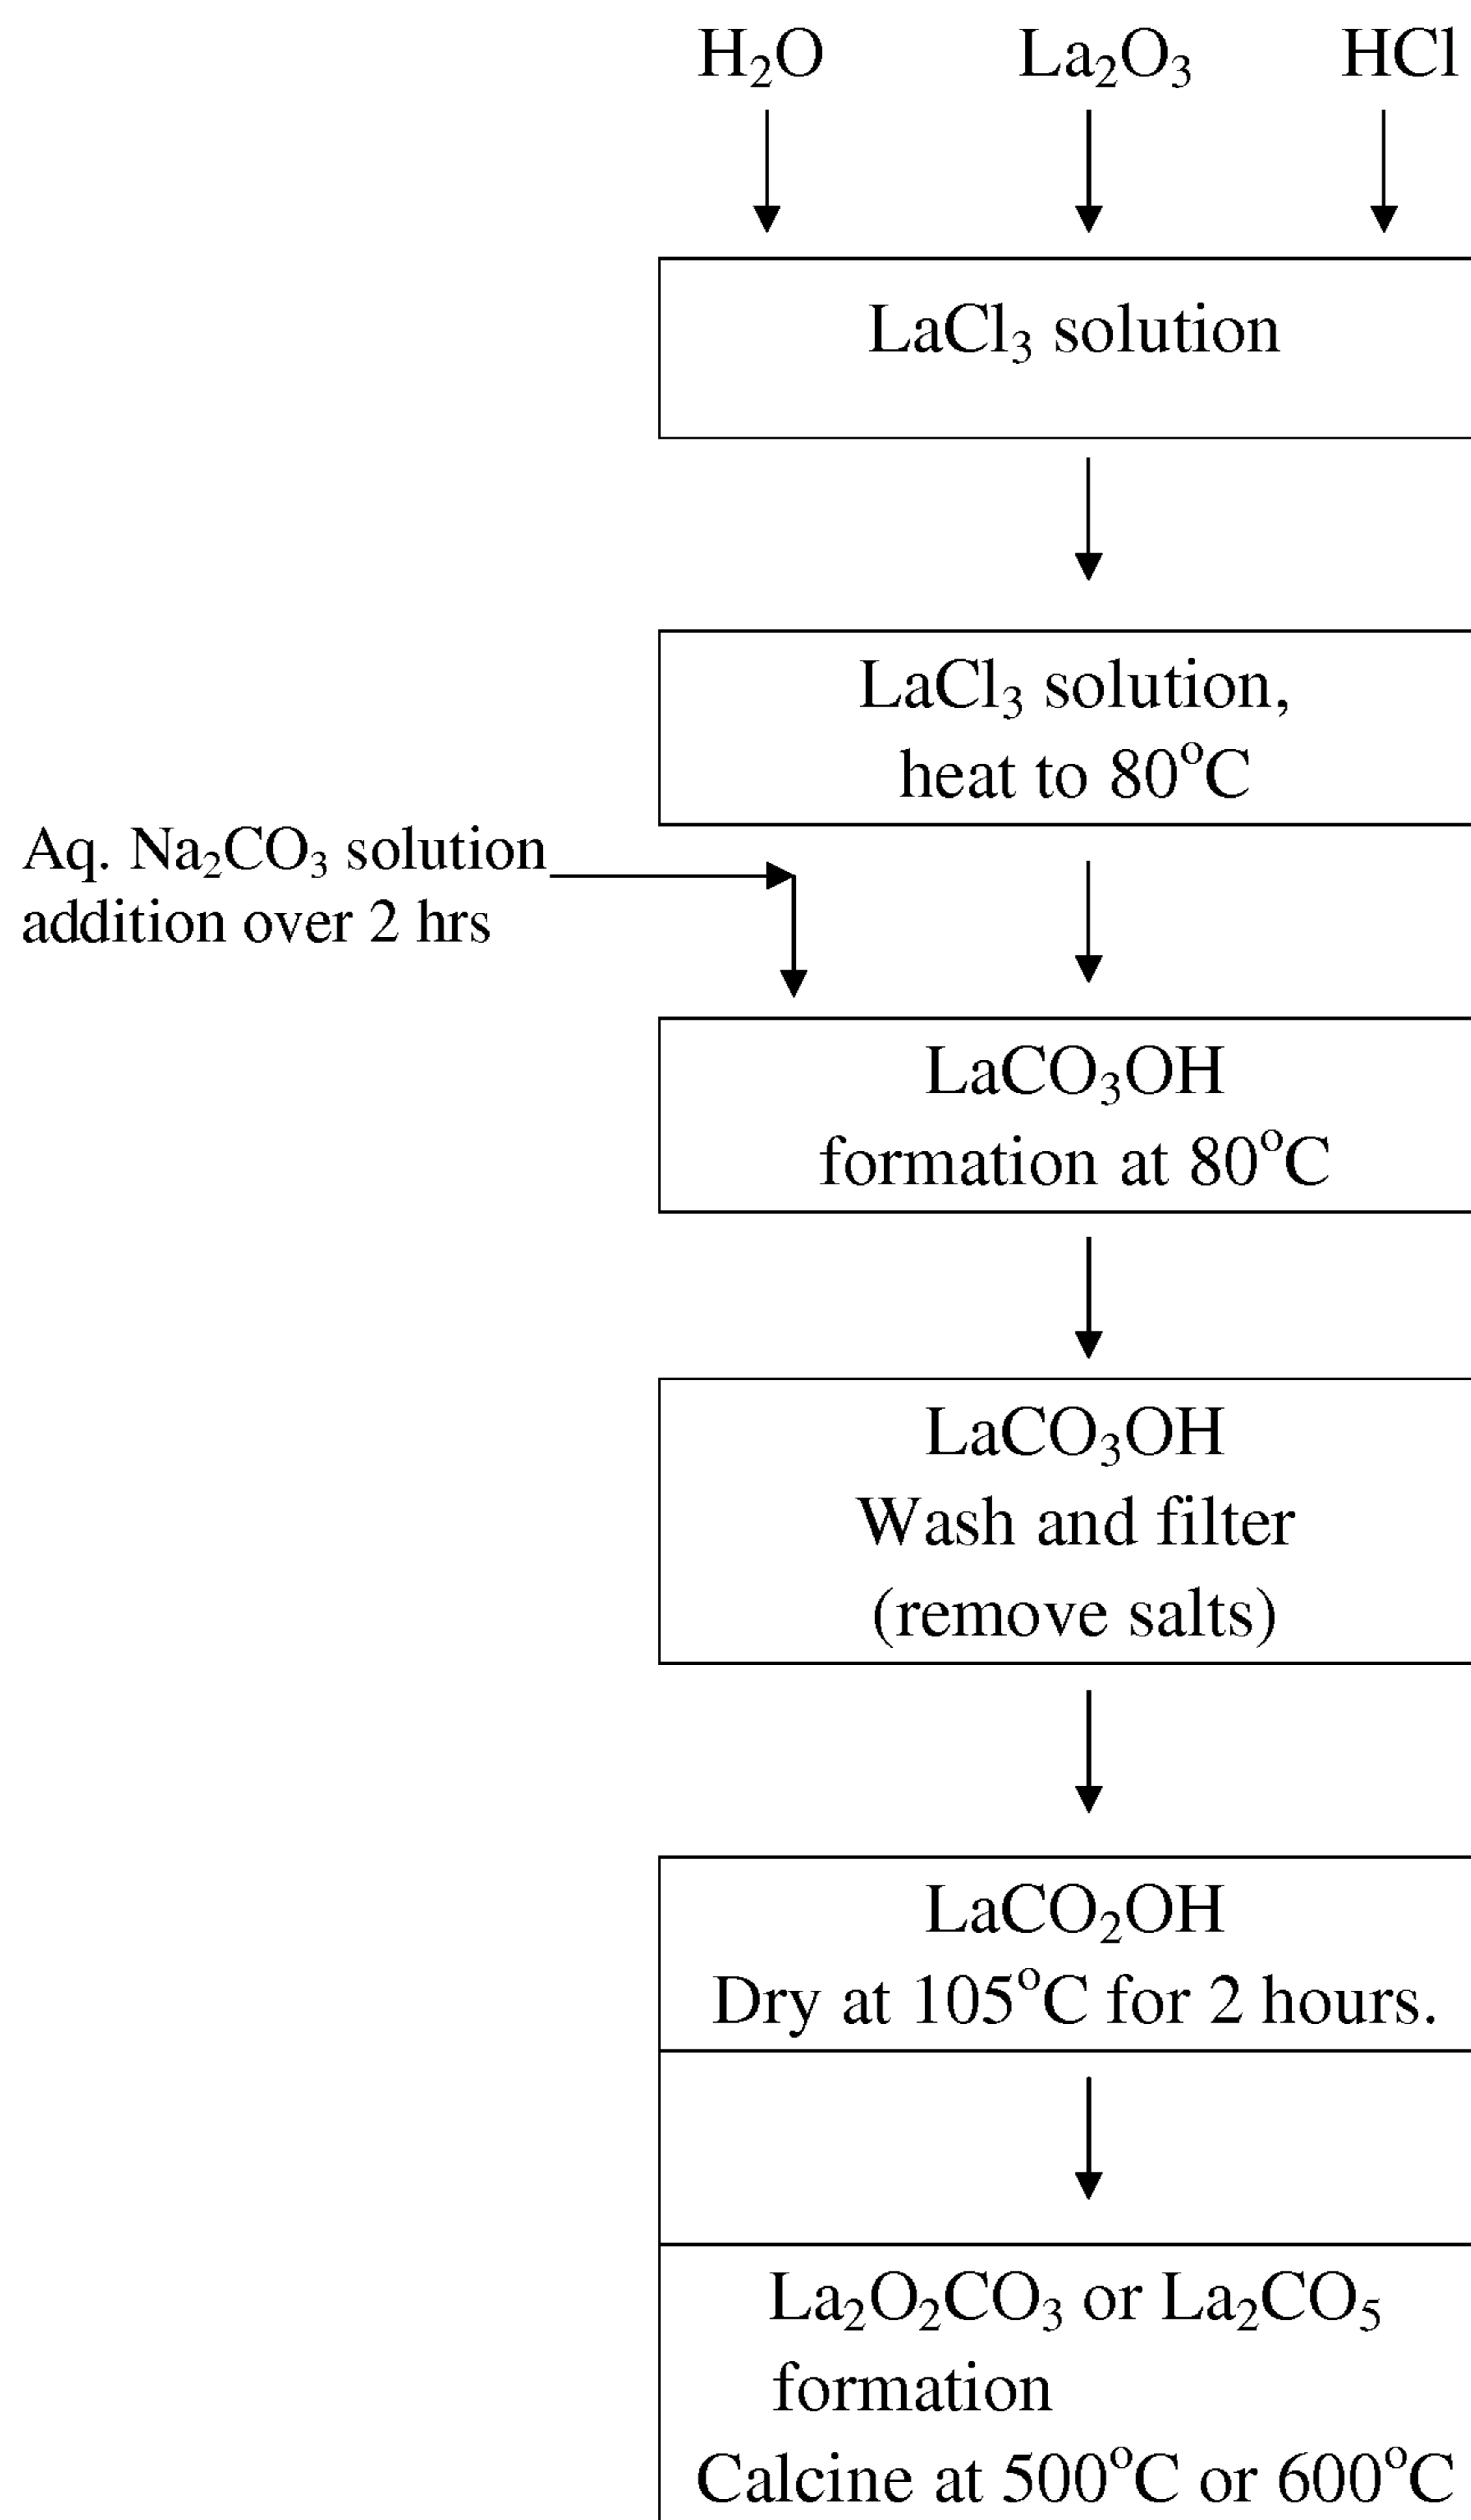 H₂O La₂O₃ HCl
LaCl₃ solution
LaCl₃ solution,
heat to 80°C
Aq. Na₂CO₃ solution
addition over 2 hrs
LaCO₃OH
formation at 80°C
LaCO₃OH
Wash and filter
(remove salts)
LaCO₂OH
Dry at 105°C for 2 hours.
La₂O₂CO₃ or La₂CO₅
formation
Calcine at 500°C or 600°C